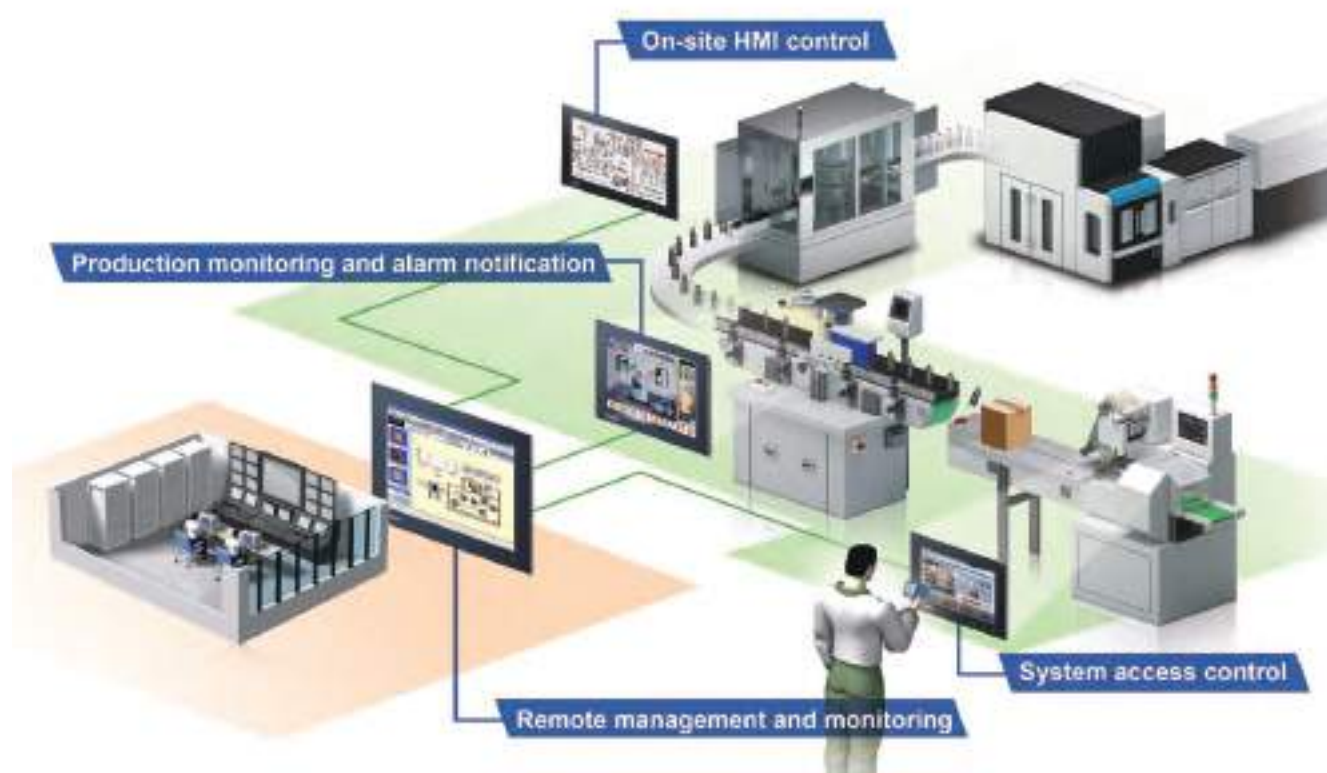 On-site HMI control
Production monitoring and alarm notification
System access control
Remote management and monitoring